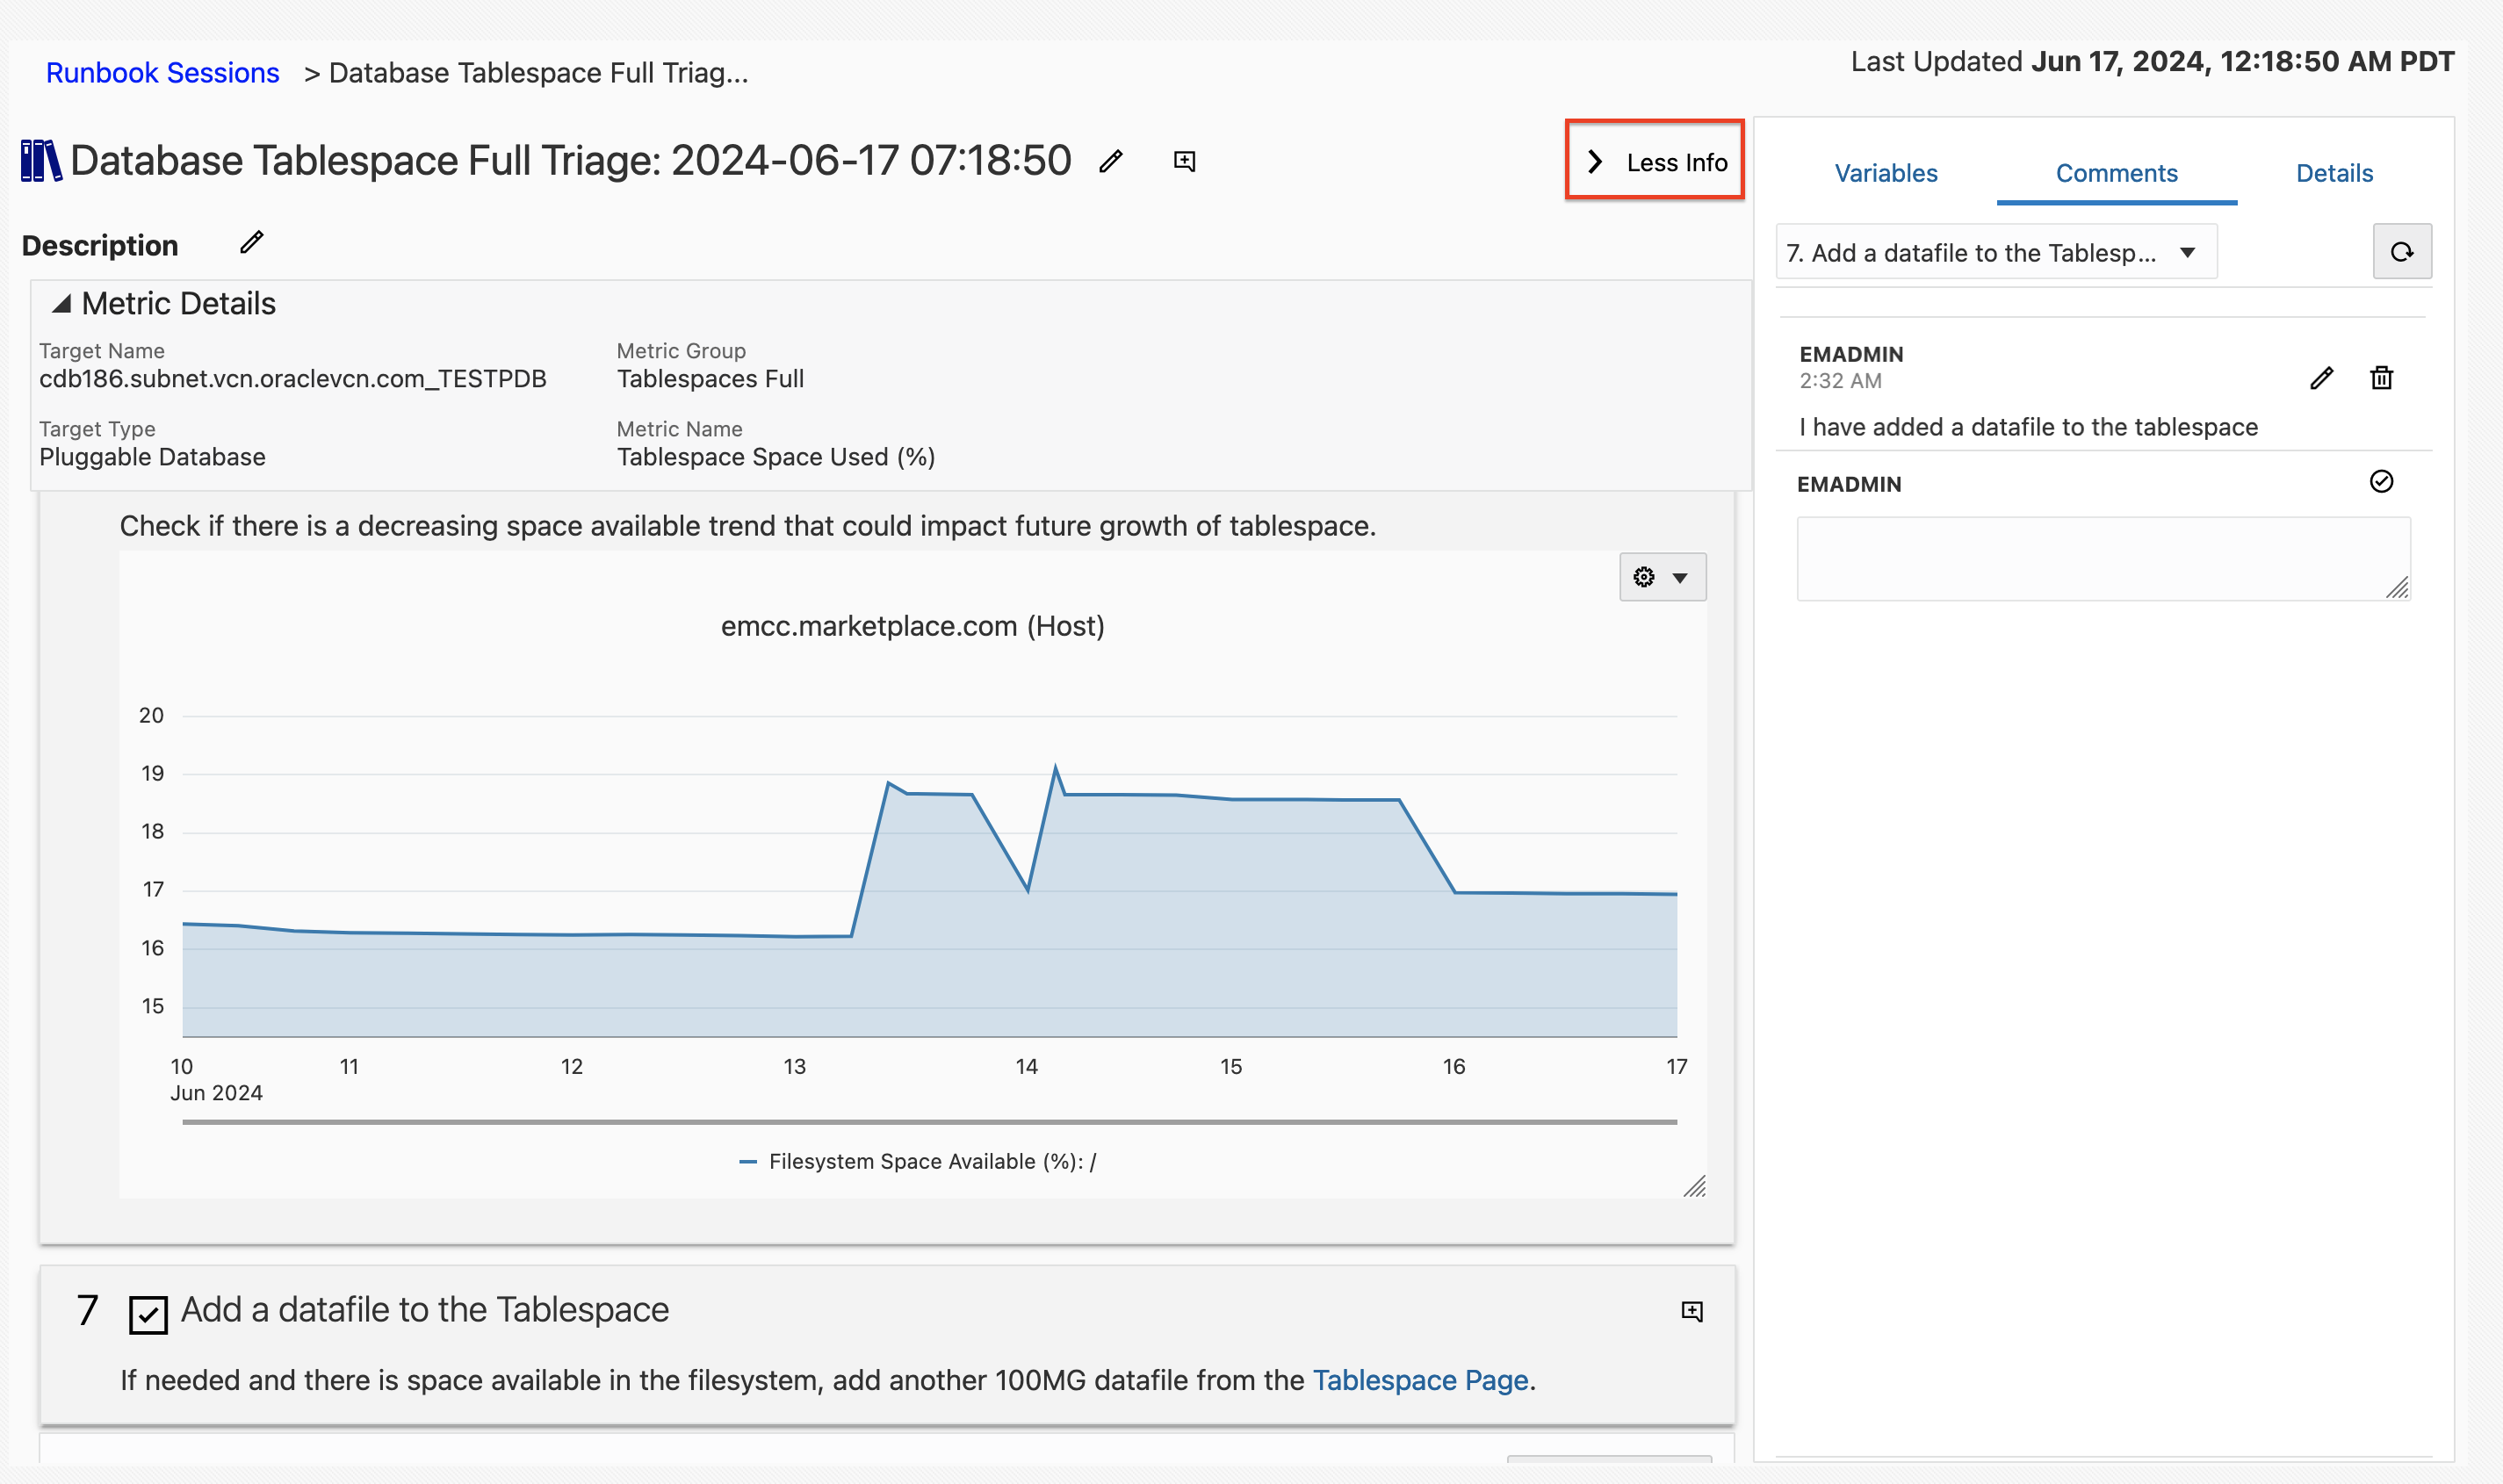 Runbook Sessions > Database Tablespace Full Triag...
Last Updated Jun 17, 2024, 12:18:50 AM PDT
Database Tablespace Full Triage: 2024-06-17 07:18:50
Less Info
Description
Metric Details
Target Name
cdb186.subnet.vcn.oraclevcn.com_TESTPDB
Metric Group
Tablespaces Full
Target Type
Pluggable Database
Metric Name
Tablespace Space Used (%)
Check if there is a decreasing space available trend that could impact future growth of tablespace.
emcc.marketplace.com (Host)
20
19
18
17
16
15
10 11 12 13 14 15 16 17
Jun 2024
Filesystem Space Available (%): /
7 Add a datafile to the Tablespace
If needed and there is space available in the filesystem, add another 100MG datafile from the Tablespace Page.
Variables Comments Details
7. Add a datafile to the Tablesp...
EMADMIN
2:32 AM
I have added a datafile to the tablespace
EMADMIN